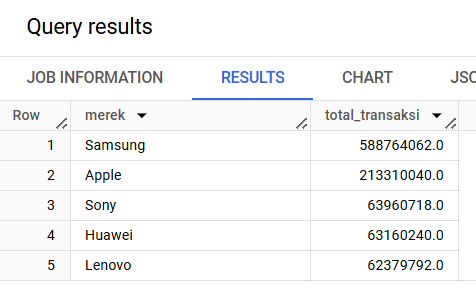 Query results
JOB INFORMATION RESULTS CHART JSO
Row merek total_transaksi
1 Samsung 588764062.0
2 Apple 213310040.0
3 Sony 63960718.0
4 Huawei 63160240.0
5 Lenovo 62379792.0